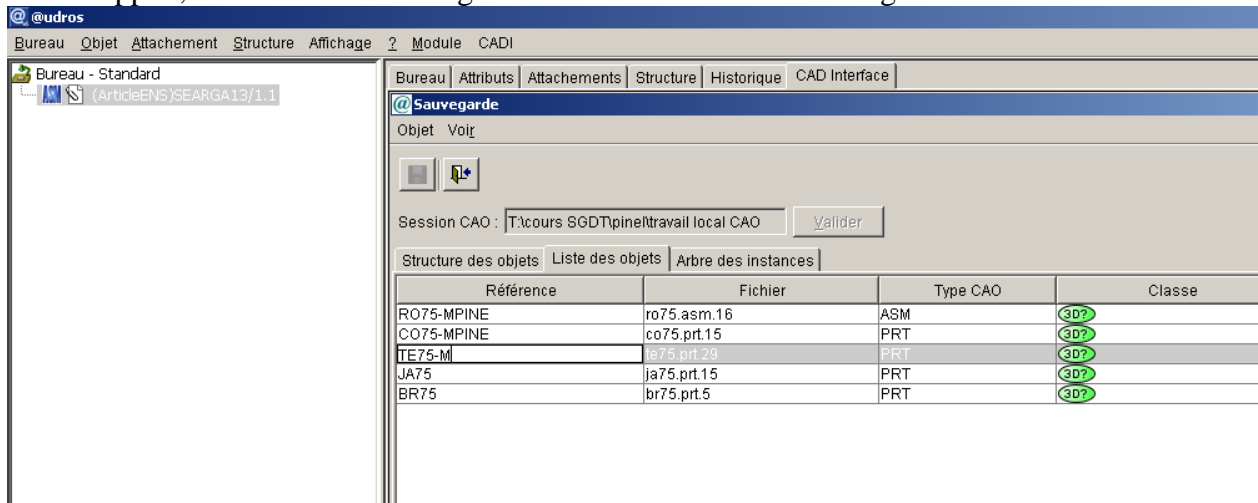 @udros
Bureau Objet Attachement Structure Affichage ? Module CADI
Bureau - Standard
(ArticleENS)SEARGA13/1.1
Bureau Attributs Attachements Structure Historique CAD Interface
Sauvegarde
Objet Voir
Session CAO : T:\cours SGDT\pinel\travail local CAO Valider
Structure des objets Liste des objets Arbre des instances
Référence Fichier Type CAO Classe
RO75-MPINE ro75.asm.16 ASM 3D?
CO75-MPINE co75.prt.15 PRT 3D?
TE75-M te75.prt.29 PRT 3D?
JA75 ja75.prt.15 PRT 3D?
BR75 br75.prt.5 PRT 3D?